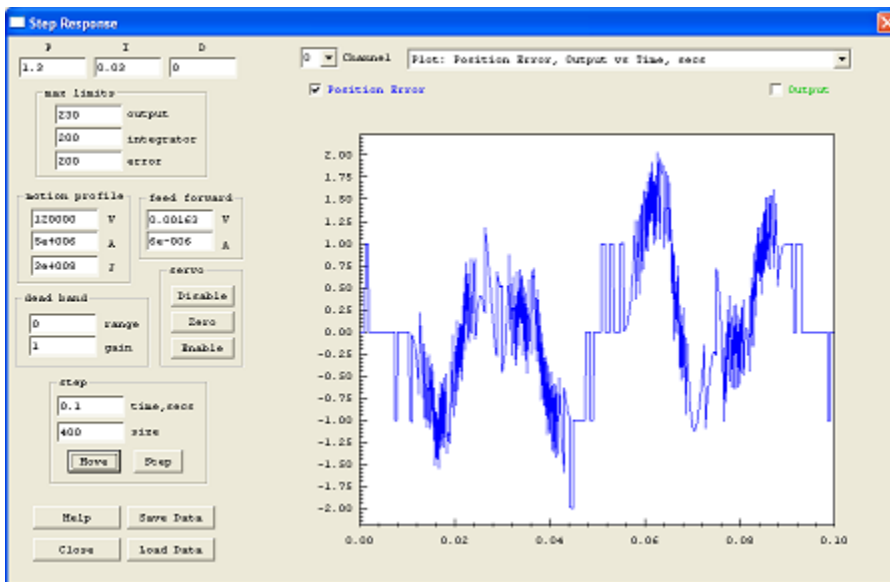 Step Response
P I D
1.2 0.02 0
max limits
230 output
200 integrator
200 error
motion profile
120000 V
5e+006 A
feed forward
0.00163 V
6e-006 A
servo
Disable
Zero
Enable
dead band
0 range
1 gain
step
0.1 time,secs
400 size
Move Step
Help Save Data
Close Load Data
0 Channel Plot: Position Error, Output vs Time, secs
Position Error Output
2.00
1.75
1.50
1.25
1.00
0.75
0.50
0.25
0.00
-0.25
-0.50
-0.75
-1.00
-1.25
-1.50
-1.75
-2.00
0.00 0.02 0.04 0.06 0.08 0.10